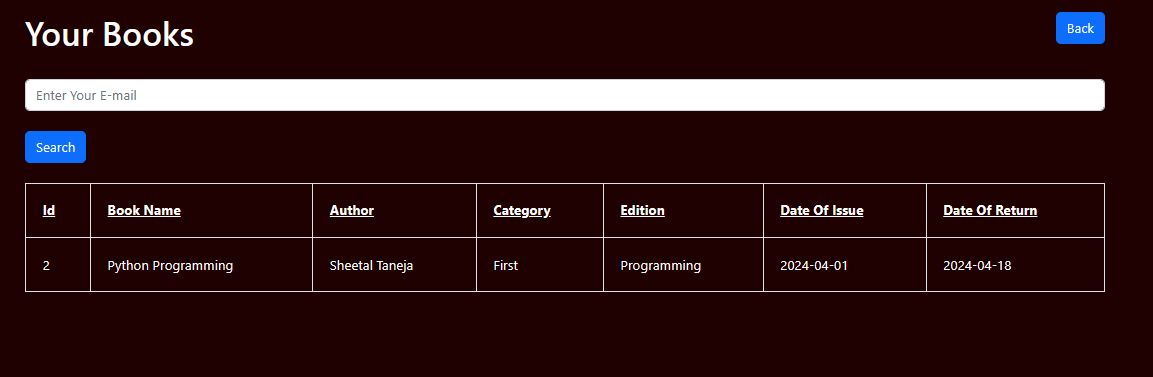 Your Books
Back
Enter Your E-mail
Search
Id Book Name Author Category Edition Date Of Issue Date Of Return
2 Python Programming Sheetal Taneja First Programming 2024-04-01 2024-04-18